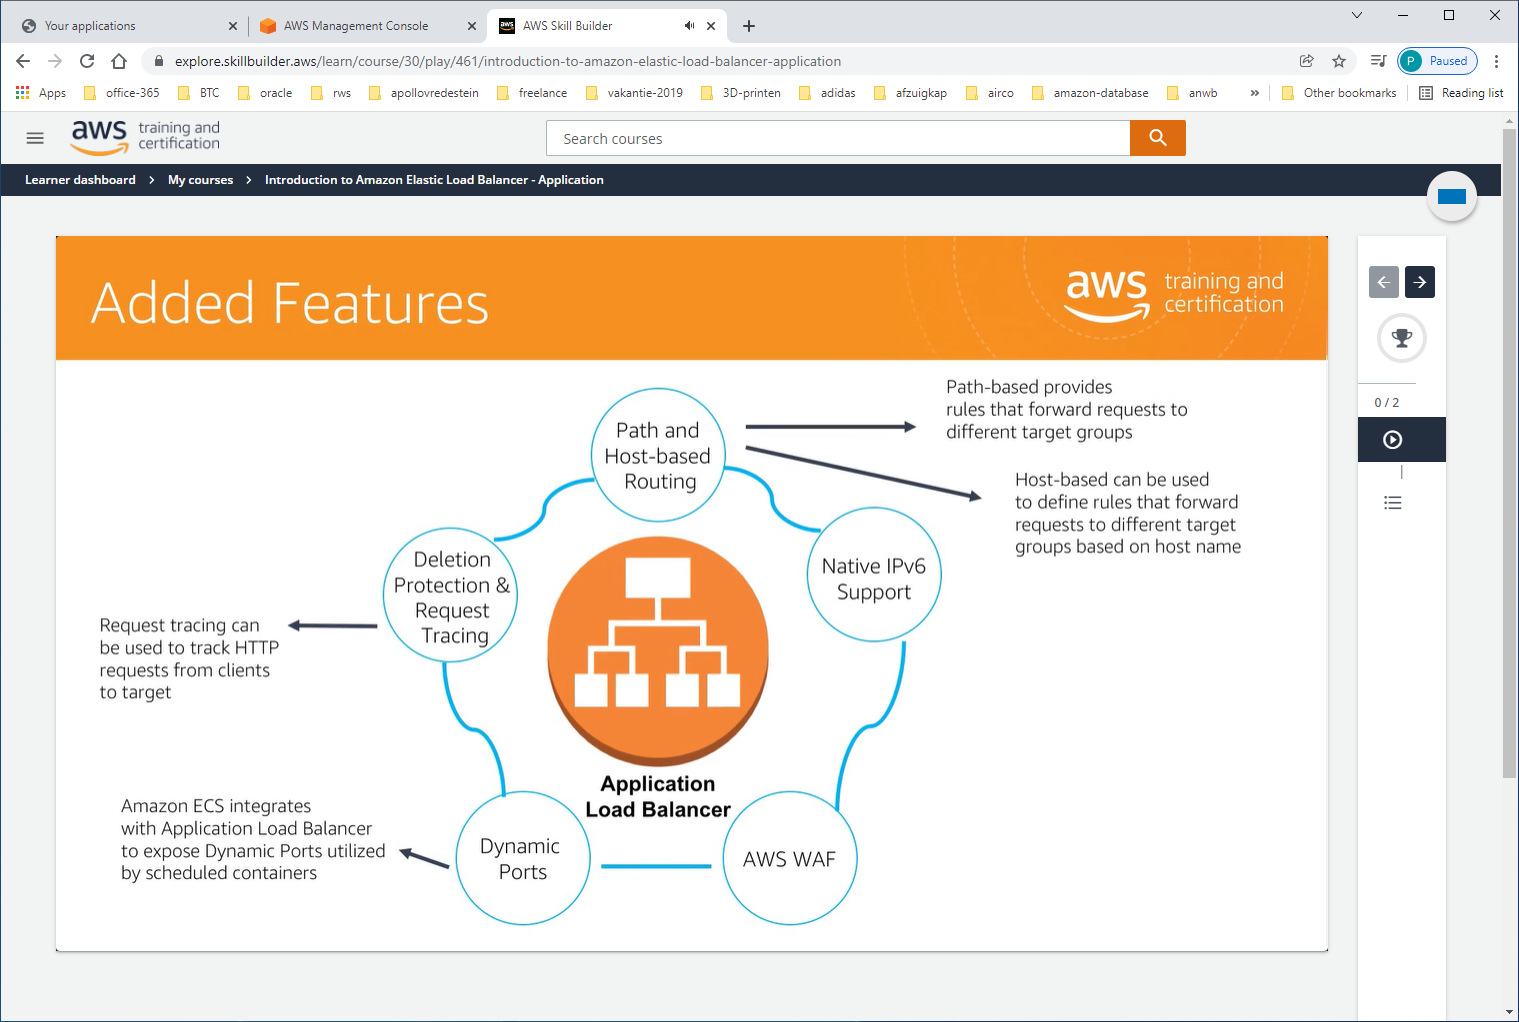 Your applications
AWS Management Console
AWS Skill Builder
explore.skillbuilder.aws/learn/course/30/play/461/introduction-to-amazon-elastic-load-balancer-application
P Paused
Apps
office-365
BTC
oracle
rws
apollovredestein
freelance
vakantie-2019
3D-printen
adidas
afzuigkap
airco
amazon-database
anwb
»
Other bookmarks
Reading list
aws training and
certification
Search courses
Learner dashboard > My courses > Introduction to Amazon Elastic Load Balancer - Application
Added Features
aws training and
certification
0 / 2
Path and
Host-based
Routing
Path-based provides
rules that forward requests to
different target groups
Host-based can be used
to define rules that forward
requests to different target
groups based on host name
Deletion
Protection &
Request
Tracing
Native IPv6
Support
Request tracing can
be used to track HTTP
requests from clients
to target
Application
Load Balancer
Amazon ECS integrates
with Application Load Balancer
to expose Dynamic Ports utilized
by scheduled containers
Dynamic
Ports
AWS WAF